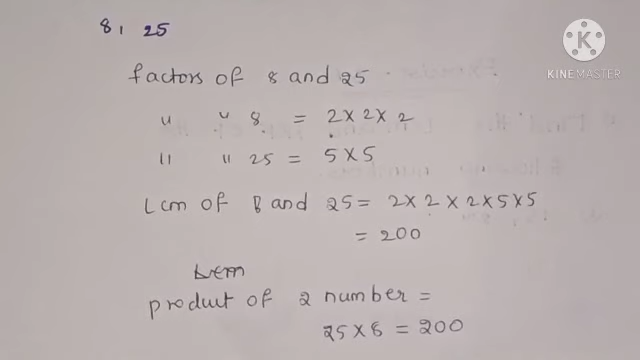 8, 25
KINEMASTER
factors of 8 and 25
" " 8 = 2×2×2
" " 25 = 5×5
Lcm of 8 and 25 = 2×2×2×5×5
= 200
product of 2 number =
25×8 = 200